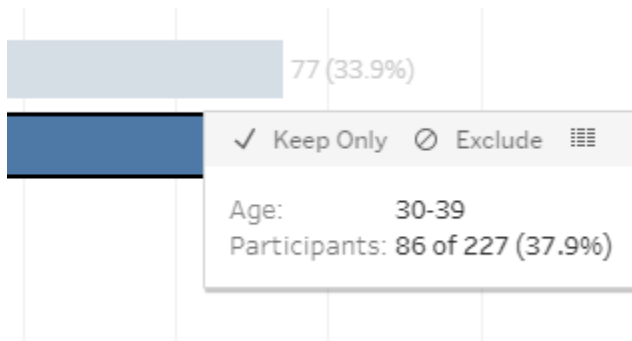 77 (33.9%)
Keep Only Exclude
Age: 30-39
Participants: 86 of 227 (37.9%)